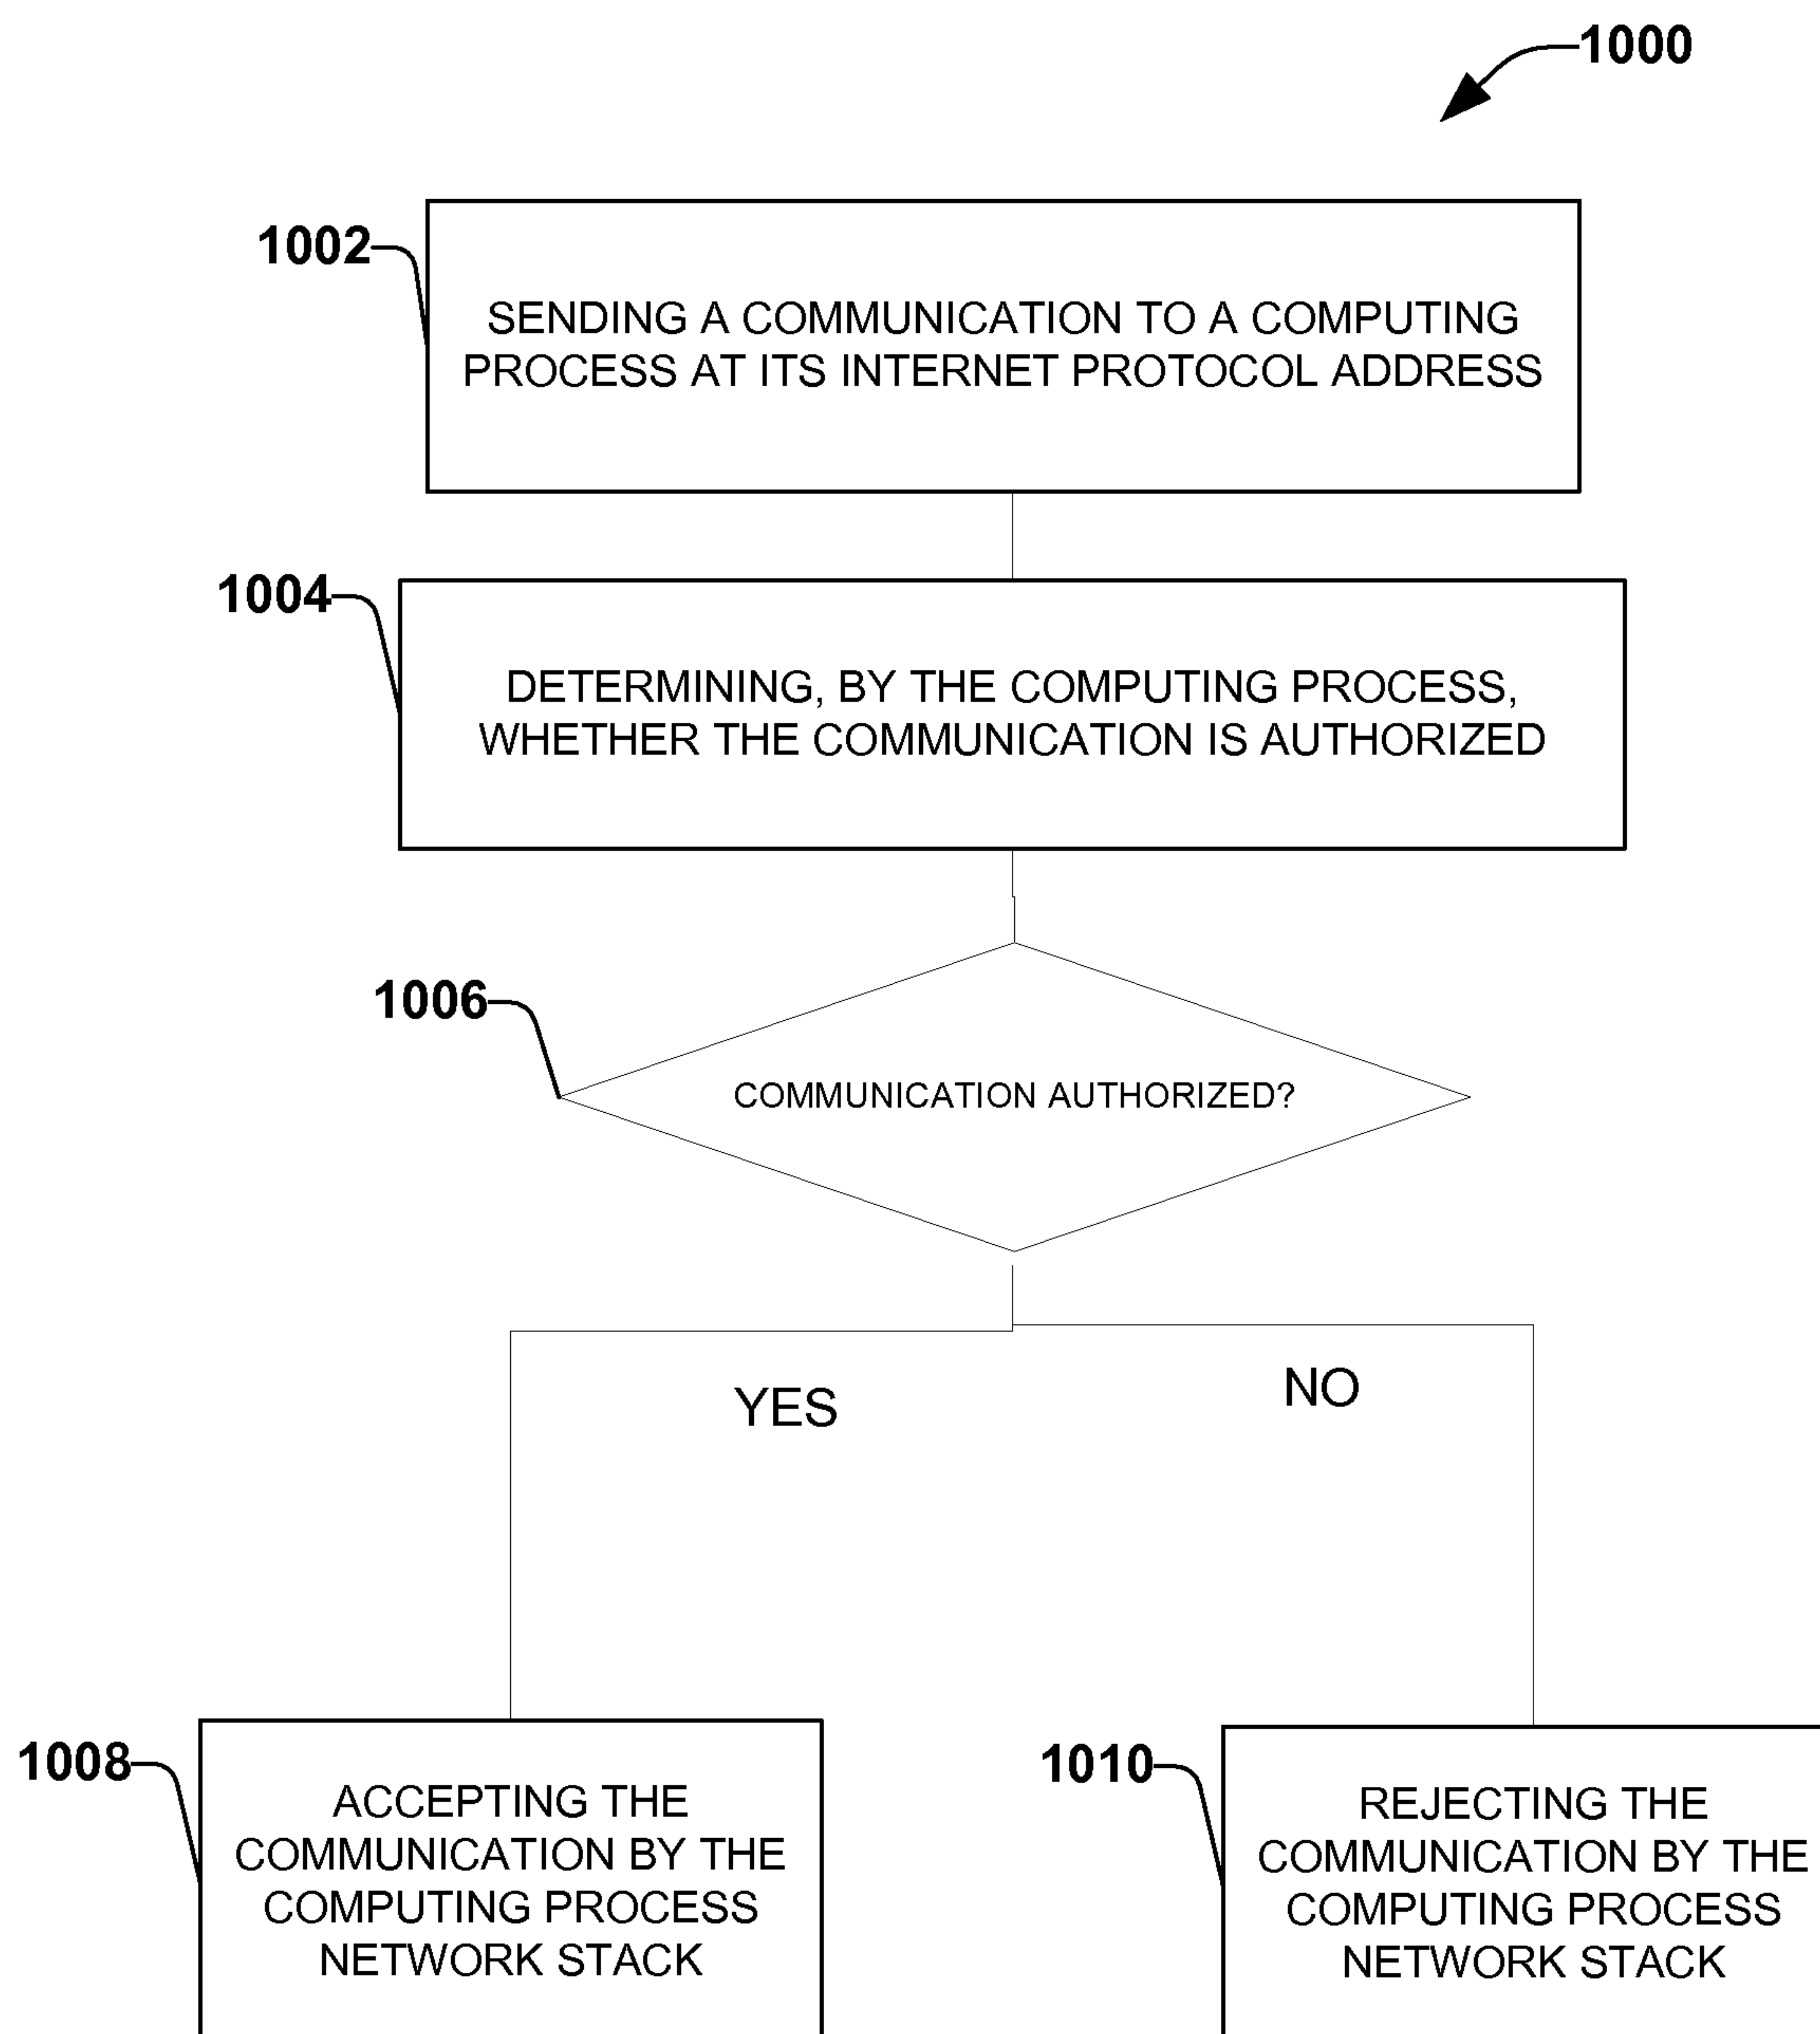 1000
1002
SENDING A COMMUNICATION TO A COMPUTING
PROCESS AT ITS INTERNET PROTOCOL ADDRESS
1004
DETERMINING, BY THE COMPUTING PROCESS,
WHETHER THE COMMUNICATION IS AUTHORIZED
1006
COMMUNICATION AUTHORIZED?
YES
NO
1008
ACCEPTING THE
COMMUNICATION BY THE
COMPUTING PROCESS
NETWORK STACK
1010
REJECTING THE
COMMUNICATION BY THE
COMPUTING PROCESS
NETWORK STACK